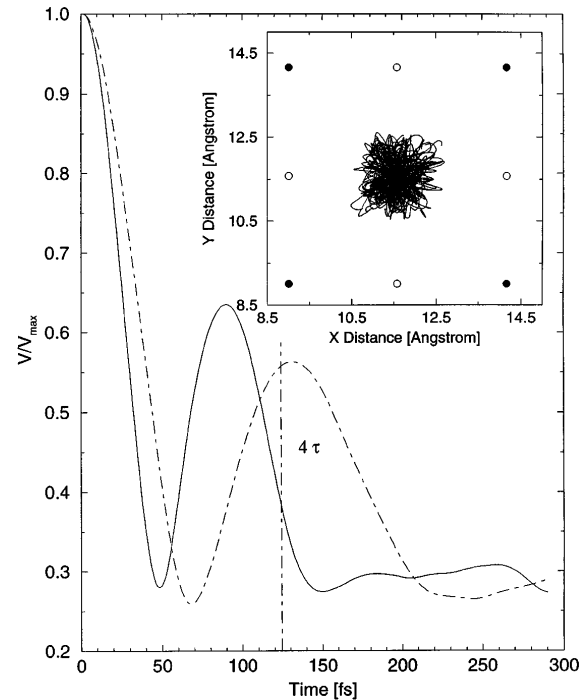 1.0
0.9
0.8
0.7
0.6
0.5
0.4
0.3
0.2
V/Vmax
14.5
12.5
10.5
8.5
Y Distance [Angstrom]
8.5 10.5 12.5 14.5
X Distance [Angstrom]
4 τ
0 50 100 150 200 250 300
Time [fs]